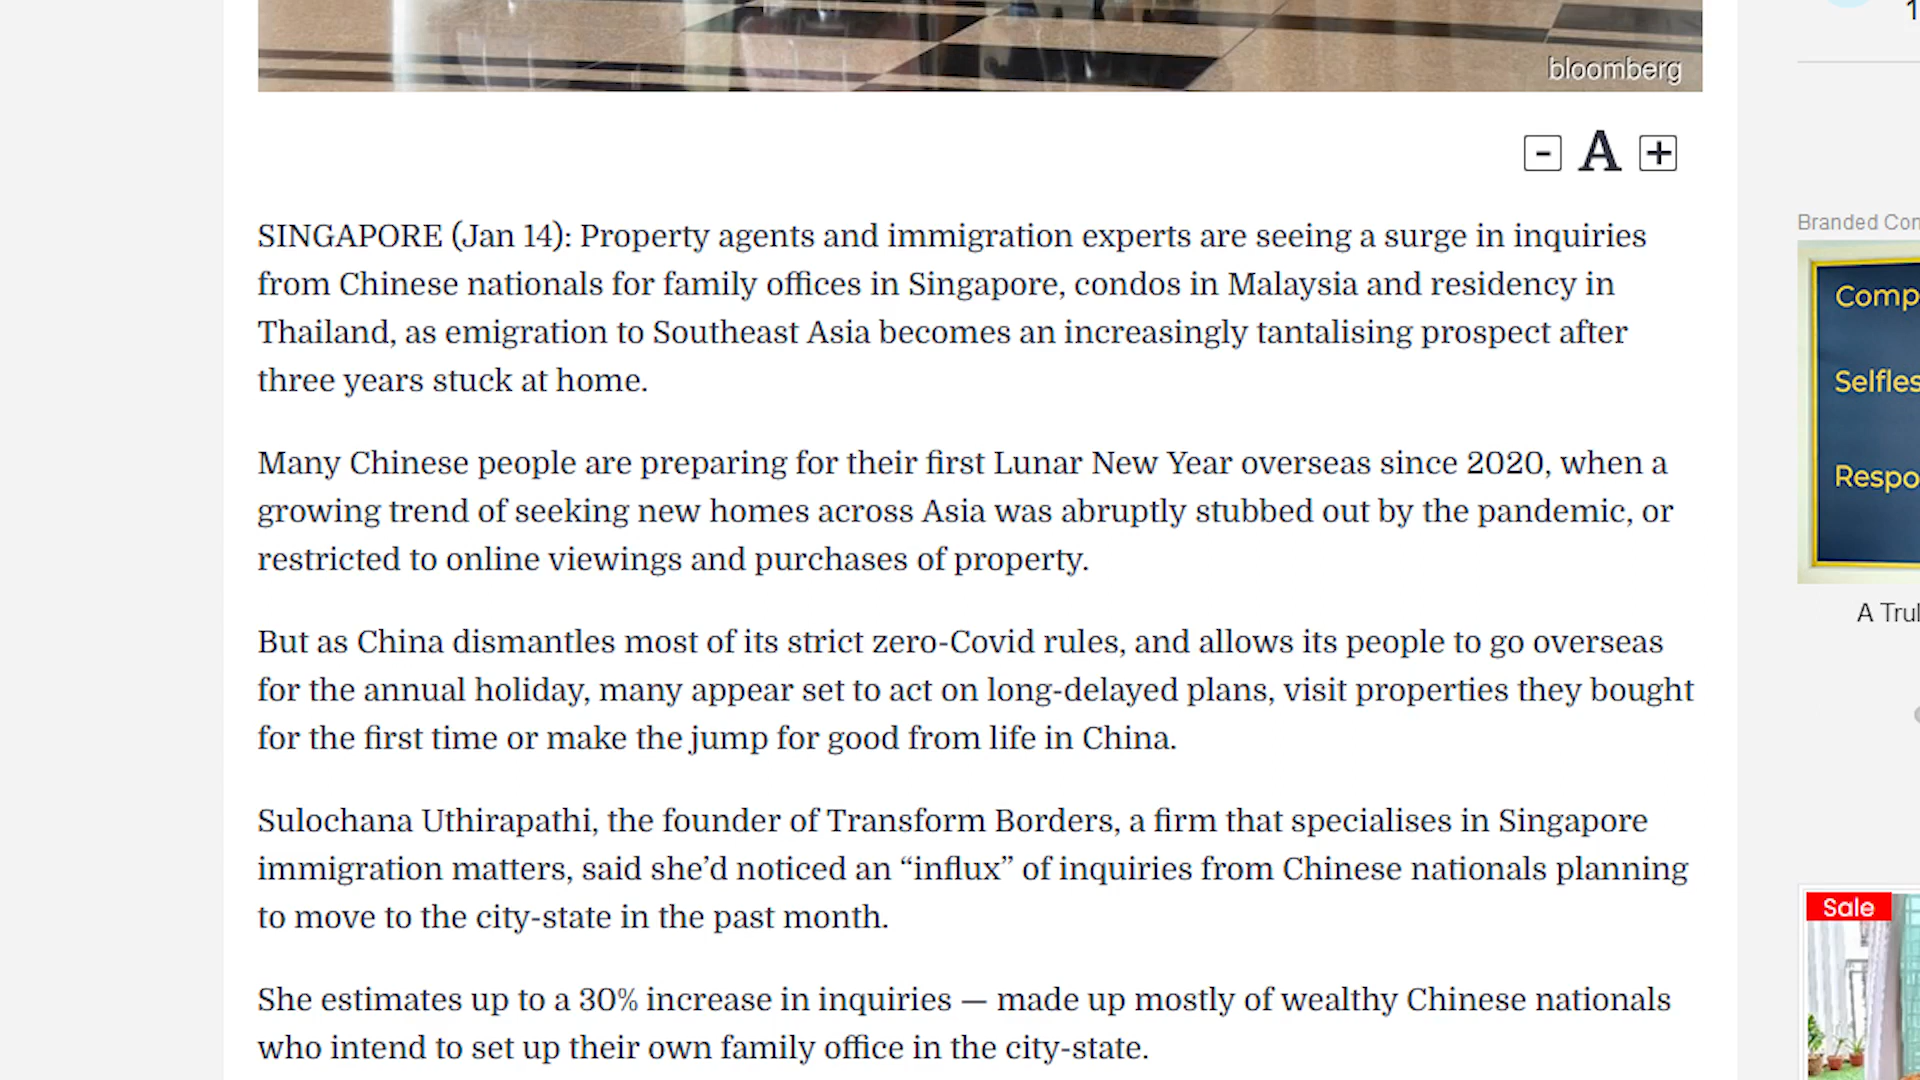 1
bloomberg
- A +
SINGAPORE (Jan 14): Property agents and immigration experts are seeing a surge in inquiries
from Chinese nationals for family offices in Singapore, condos in Malaysia and residency in
Thailand, as emigration to Southeast Asia becomes an increasingly tantalising prospect after
three years stuck at home.
Many Chinese people are preparing for their first Lunar New Year overseas since 2020, when a
growing trend of seeking new homes across Asia was abruptly stubbed out by the pandemic, or
restricted to online viewings and purchases of property.
But as China dismantles most of its strict zero-Covid rules, and allows its people to go overseas
for the annual holiday, many appear set to act on long-delayed plans, visit properties they bought
for the first time or make the jump for good from life in China.
Sulochana Uthirapathi, the founder of Transform Borders, a firm that specialises in Singapore
immigration matters, said she’d noticed an “influx” of inquiries from Chinese nationals planning
to move to the city-state in the past month.
She estimates up to a 30% increase in inquiries — made up mostly of wealthy Chinese nationals
who intend to set up their own family office in the city-state.
Branded Con
Comp
Selfles
Respo
A Trul
Sale